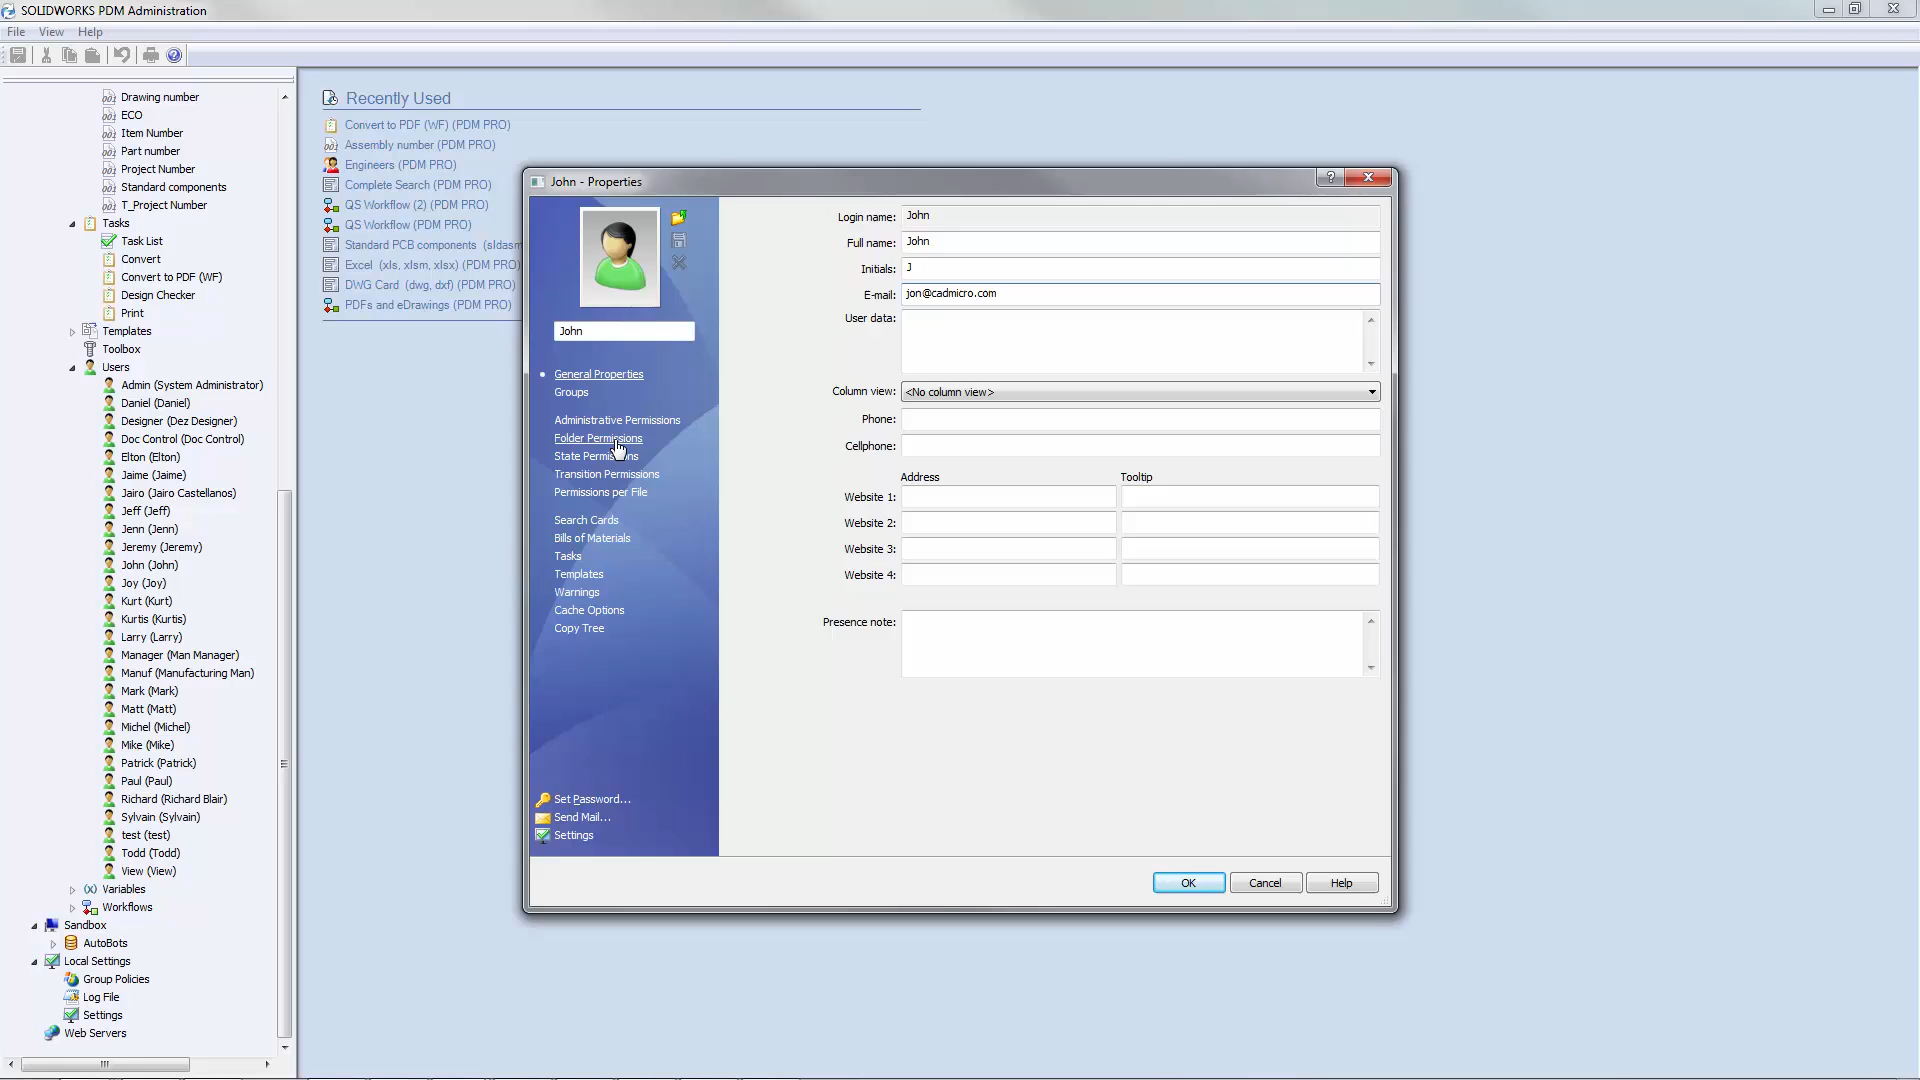 SOLIDWORKS PDM Administration
File View Help
Drawing number
ECO
Item Number
Part number
Project Number
Standard components
T_Project Number
Tasks
Task List
Convert
Convert to PDF (WF)
Design Checker
Print
Templates
Toolbox
Users
Admin (System Administrator)
Daniel (Daniel)
Designer (Dez Designer)
Doc Control (Doc Control)
Elton (Elton)
Jaime (Jaime)
Jairo (Jairo Castellanos)
Jeff (Jeff)
Jenn (Jenn)
Jeremy (Jeremy)
John (John)
Joy (Joy)
Kurt (Kurt)
Kurtis (Kurtis)
Larry (Larry)
Manager (Man Manager)
Manuf (Manufacturing Man)
Mark (Mark)
Matt (Matt)
Michel (Michel)
Mike (Mike)
Patrick (Patrick)
Paul (Paul)
Richard (Richard Blair)
Sylvain (Sylvain)
test (test)
Todd (Todd)
View (View)
(x) Variables
Workflows
Sandbox
AutoBots
Local Settings
Group Policies
Log File
Settings
Web Servers
Recently Used
Convert to PDF (WF) (PDM PRO)
Assembly number (PDM PRO)
Engineers (PDM PRO)
Complete Search (PDM PRO)
QS Workflow (2) (PDM PRO)
QS Workflow (PDM PRO)
Standard PCB components (sldasm
Excel (xls, xlsm, xlsx) (PDM PRO)
DWG Card (dwg, dxf) (PDM PRO)
PDFs and eDrawings (PDM PRO)
John - Properties
John
General Properties
Groups
Administrative Permissions
Folder Permissions
State Permissions
Transition Permissions
Permissions per File
Search Cards
Bills of Materials
Tasks
Templates
Warnings
Cache Options
Copy Tree
Set Password...
Send Mail...
Settings
Login name: John
Full name: John
Initials: J
E-mail: jon@cadmicro.com
User data:
Column view: <No column view>
Phone:
Cellphone:
Address Tooltip
Website 1:
Website 2:
Website 3:
Website 4:
Presence note:
OK Cancel Help